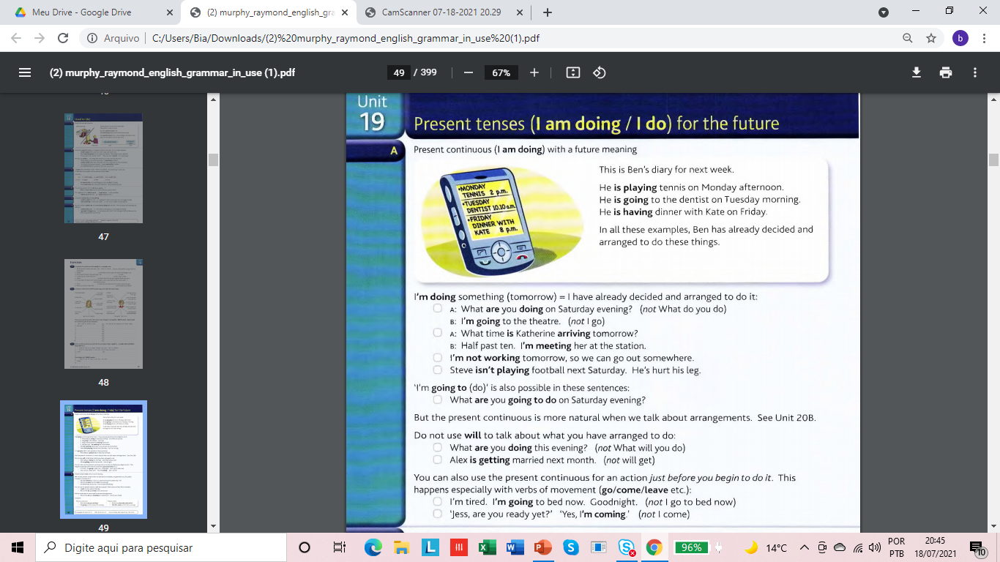 Meu Drive - Google Drive
(2) murphy_raymond_english_gra
CamScanner 07-18-2021 20.29
Arquivo | C:/Users/Bia/Downloads/(2)%20murphy_raymond_english_grammar_in_use%20(1).pdf
b
(2) murphy_raymond_english_grammar_in_use (1).pdf
49 / 399
67%
47
48
49
Unit
19
Present tenses (I am doing / I do) for the future
A
Present continuous (I am doing) with a future meaning
•MONDAY
TENNIS 2 p.m.
•TUESDAY
DENTIST 10.10 a.m.
•FRIDAY
DINNER WITH
KATE 8 p.m.
This is Ben's diary for next week.
He is playing tennis on Monday afternoon.
He is going to the dentist on Tuesday morning.
He is having dinner with Kate on Friday.
In all these examples, Ben has already decided and
arranged to do these things.
I'm doing something (tomorrow) = I have already decided and arranged to do it:
A: What are you doing on Saturday evening? (not What do you do)
B: I'm going to the theatre. (not I go)
A: What time is Katherine arriving tomorrow?
B: Half past ten. I'm meeting her at the station.
I'm not working tomorrow, so we can go out somewhere.
Steve isn't playing football next Saturday. He's hurt his leg.
'I'm going to (do)' is also possible in these sentences:
What are you going to do on Saturday evening?
resent continuous is more natural when we talk about arrangements. See Unit 20B.
Do not use will to talk about what you have arranged to do:
What are you doing this evening? (not What will you do)
Alex is getting married next month. (not will get)
You can also use the present continuous for an action just before you begin to do it. This
happens especially with verbs of movement (go/come/leave etc.):
I'm tired. I'm going to bed now. Goodnight. (not I go to bed now)
'Jess, are you ready yet?' 'Yes, I'm coming.' (not I come)
Digite aqui para pesquisar
96%
14°C
POR
PTB
20:45
18/07/2021
10